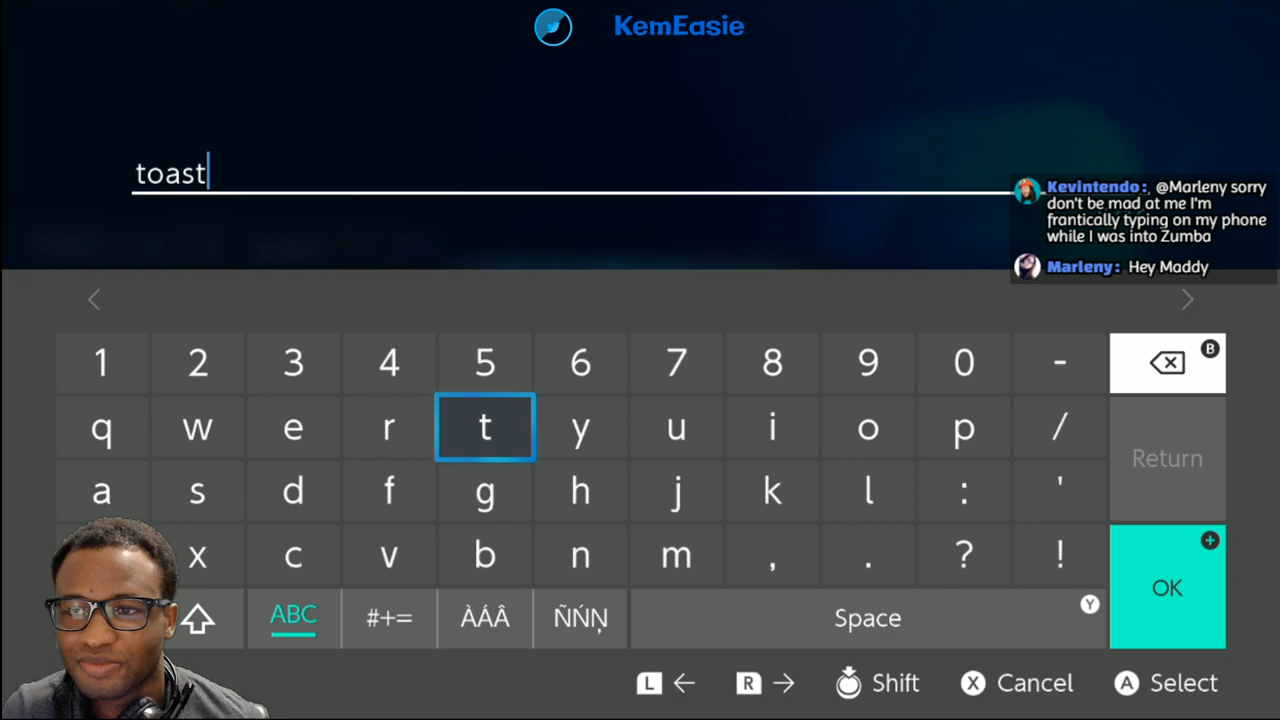 KemEasie
toast
Kevintendo: @Marleny sorry
don't be mad at me I'm
frantically typing on my phone
while I was into Zumba
Marleny: Hey Maddy
1 2 3 4 5 6 7 8 9 0 - B
q w e r t y u i o p /
Return
a s d f g h j k l : '
x c v b n m , . ? ! +
OK
ABC #+= ÀÁÂ ÑŃŅ Space Y
L ← R → Shift X Cancel A Select